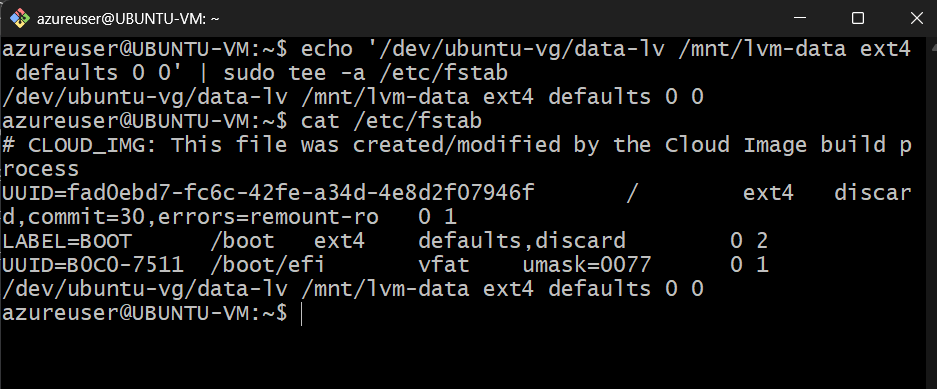 azureuser@UBUNTU-VM: ~
azureuser@UBUNTU-VM:~$ echo '/dev/ubuntu-vg/data-lv /mnt/lvm-data ext4
 defaults 0 0' | sudo tee -a /etc/fstab
/dev/ubuntu-vg/data-lv /mnt/lvm-data ext4 defaults 0 0
azureuser@UBUNTU-VM:~$ cat /etc/fstab
# CLOUD_IMG: This file was created/modified by the Cloud Image build p
rocess
UUID=fad0ebd7-fc6c-42fe-a34d-4e8d2f07946f       /        ext4   discar
d,commit=30,errors=remount-ro   0 1
LABEL=BOOT      /boot   ext4    defaults,discard        0 2
UUID=B0C0-7511  /boot/efi       vfat    umask=0077      0 1
/dev/ubuntu-vg/data-lv /mnt/lvm-data ext4 defaults 0 0
azureuser@UBUNTU-VM:~$